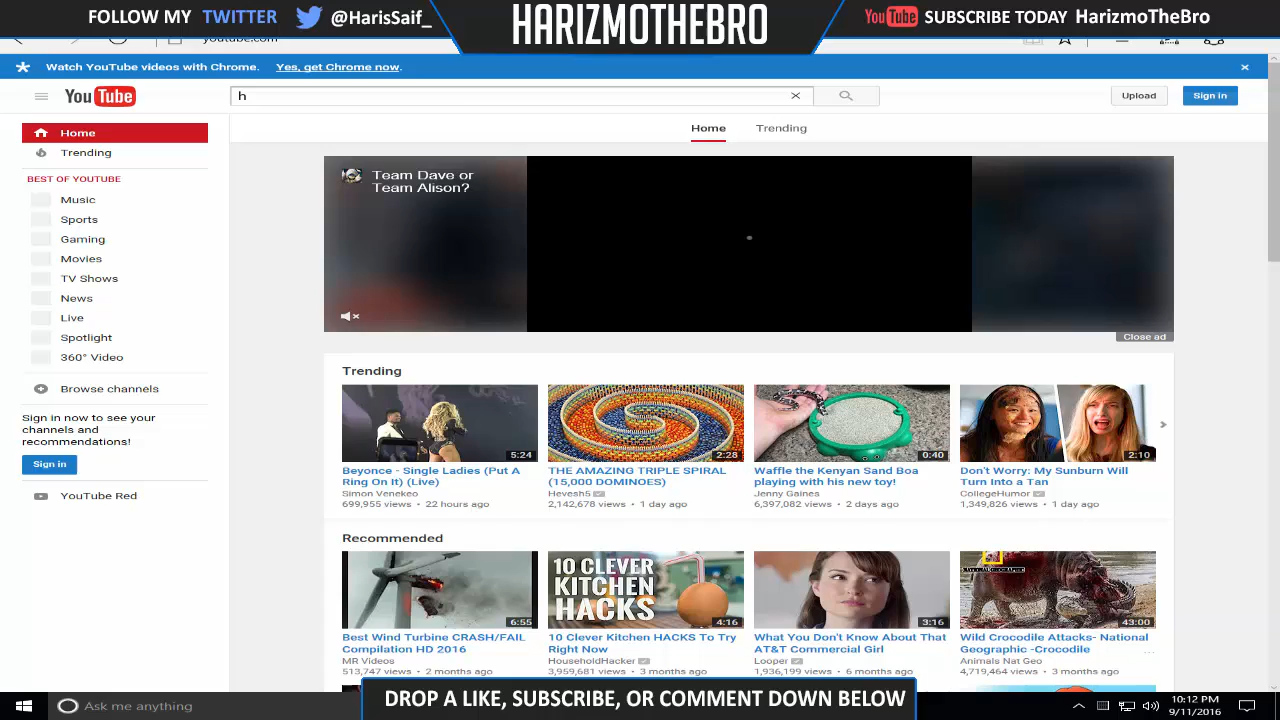 FOLLOW MY TWITTER @HarisSaif_
HARIZMOTHEBRO
YouTube SUBSCRIBE TODAY HarizmoTheBro
youtube.com
Watch YouTube videos with Chrome. Yes, get Chrome now.
YouTube
h
Upload
Sign in
Home
Trending
Home
Trending
BEST OF YOUTUBE
Music
Sports
Gaming
Movies
TV Shows
News
Live
Spotlight
360° Video
Browse channels
Sign in now to see your
channels and
recommendations!
Sign in
YouTube Red
Team Dave or
Team Alison?
Close ad
Trending
5:24
Beyonce - Single Ladies (Put A
Ring On It) (Live)
Simon Venekeo
699,955 views • 22 hours ago
2:28
THE AMAZING TRIPLE SPIRAL
(15,000 DOMINOES)
Hevesh5
2,142,678 views • 1 day ago
0:40
Waffle the Kenyan Sand Boa
playing with his new toy!
Jenny Gaines
6,397,082 views • 2 days ago
2:10
Don't Worry: My Sunburn Will
Turn Into a Tan
CollegeHumor
1,349,826 views • 1 day ago
Recommended
6:55
Best Wind Turbine CRASH/FAIL
Compilation HD 2016
MR Videos
513,747 views • 3 months ago
10 CLEVER
KITCHEN
HACKS
4:16
10 Clever Kitchen HACKS To Try
Right Now
HouseholdHacker
3,959,681 views • 3 months ago
3:16
What You Don't Know About That
AT&T Commercial Girl
Looper
1,936,199 views • 6 months ago
NATIONAL GEOGRAPHIC
43:00
Wild Crocodile Attacks- National
Geographic -Crocodile
Animals Nat Geo
4,719,464 views • 3 months ago
Ask me anything
DROP A LIKE, SUBSCRIBE, OR COMMENT DOWN BELOW
10:12 PM
9/11/2016